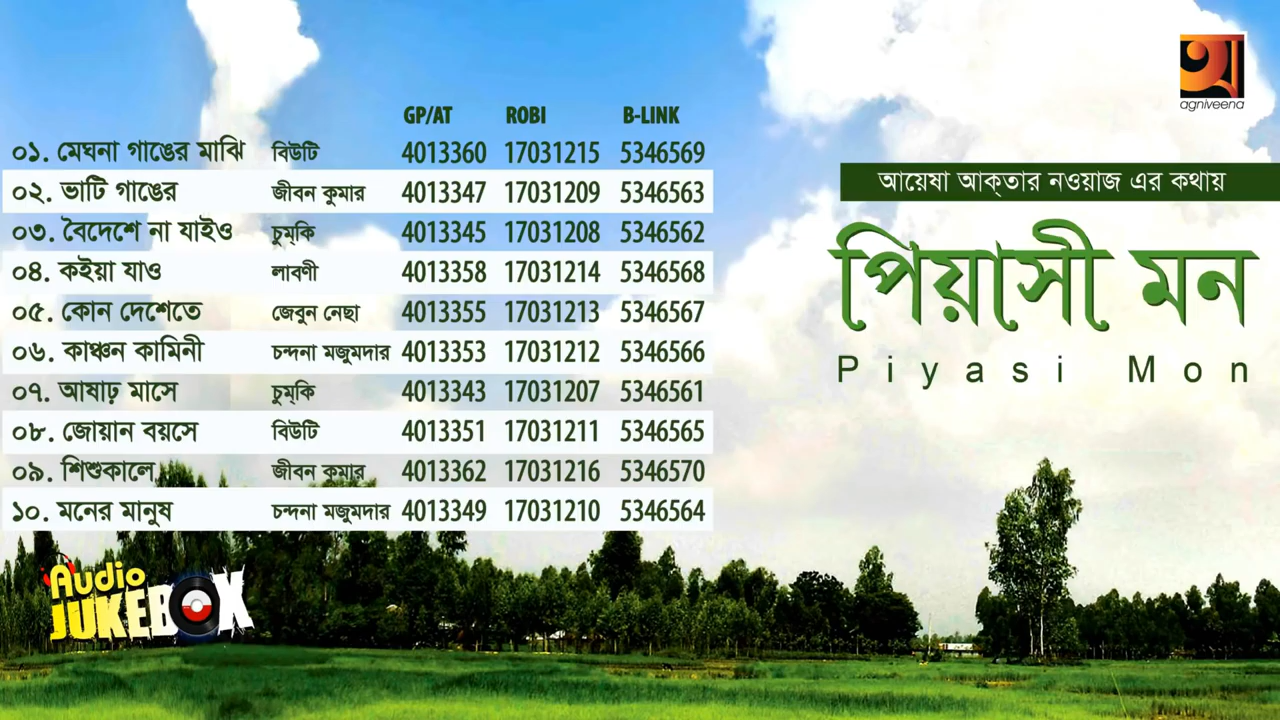 GP/AT ROBI B-LINK
০১. মেঘনা গাঙের মাঝি বিউটি 4013360 17031215 5346569
০২. ভাটি গাঙের জীবন কুমার 4013347 17031209 5346563
০৩. বৈদেশে না যাইও চুম্‌কি 4013345 17031208 5346562
০৪. কইয়া যাও লাবণী 4013358 17031214 5346568
০৫. কোন দেশেতে জেবুন নেছা 4013355 17031213 5346567
০৬. কাঞ্চন কামিনী চন্দনা মজুমদার 4013353 17031212 5346566
০৭. আষাঢ় মাসে চুম্‌কি 4013343 17031207 5346561
০৮. জোয়ান বয়সে বিউটি 4013351 17031211 5346565
০৯. শিশুকালে জীবন কুমার 4013362 17031216 5346570
১০. মনের মানুষ চন্দনা মজুমদার 4013349 17031210 5346564
Audio
JUKEBOX
agniveena
আয়েষা আক্‌তার নওয়াজ এর কথায়
পিয়াসী মন
Piyasi Mon